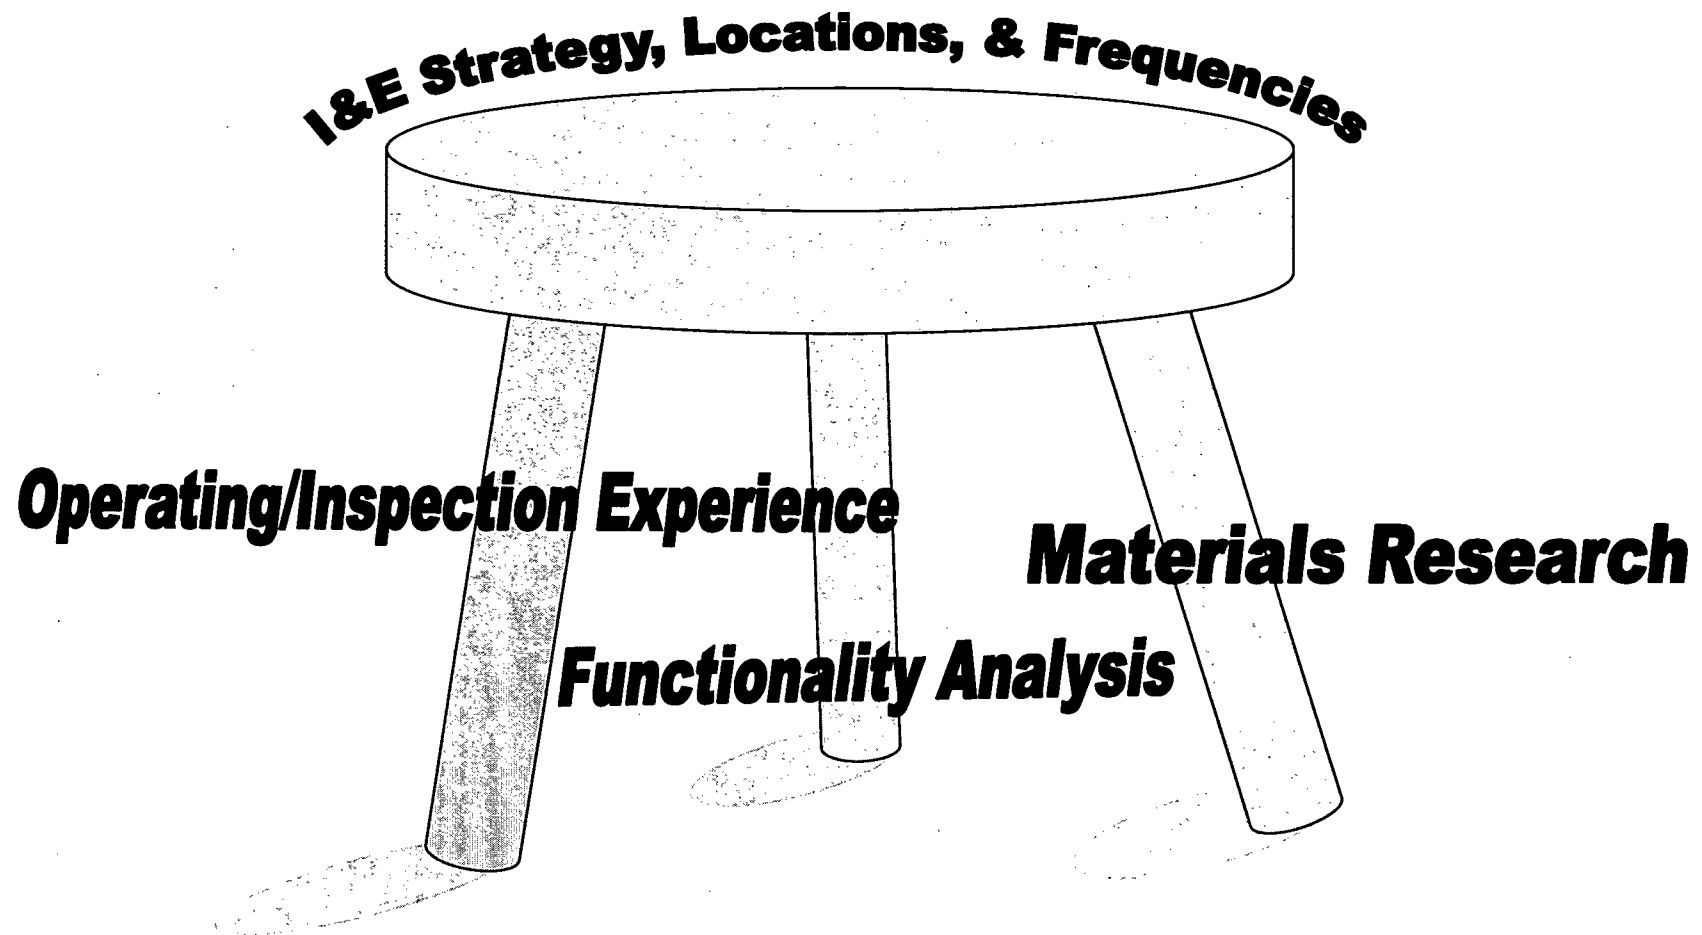 I&E Strategy, Locations, & Frequencies
Operating/Inspection Experience
Materials Research
Functionality Analysis